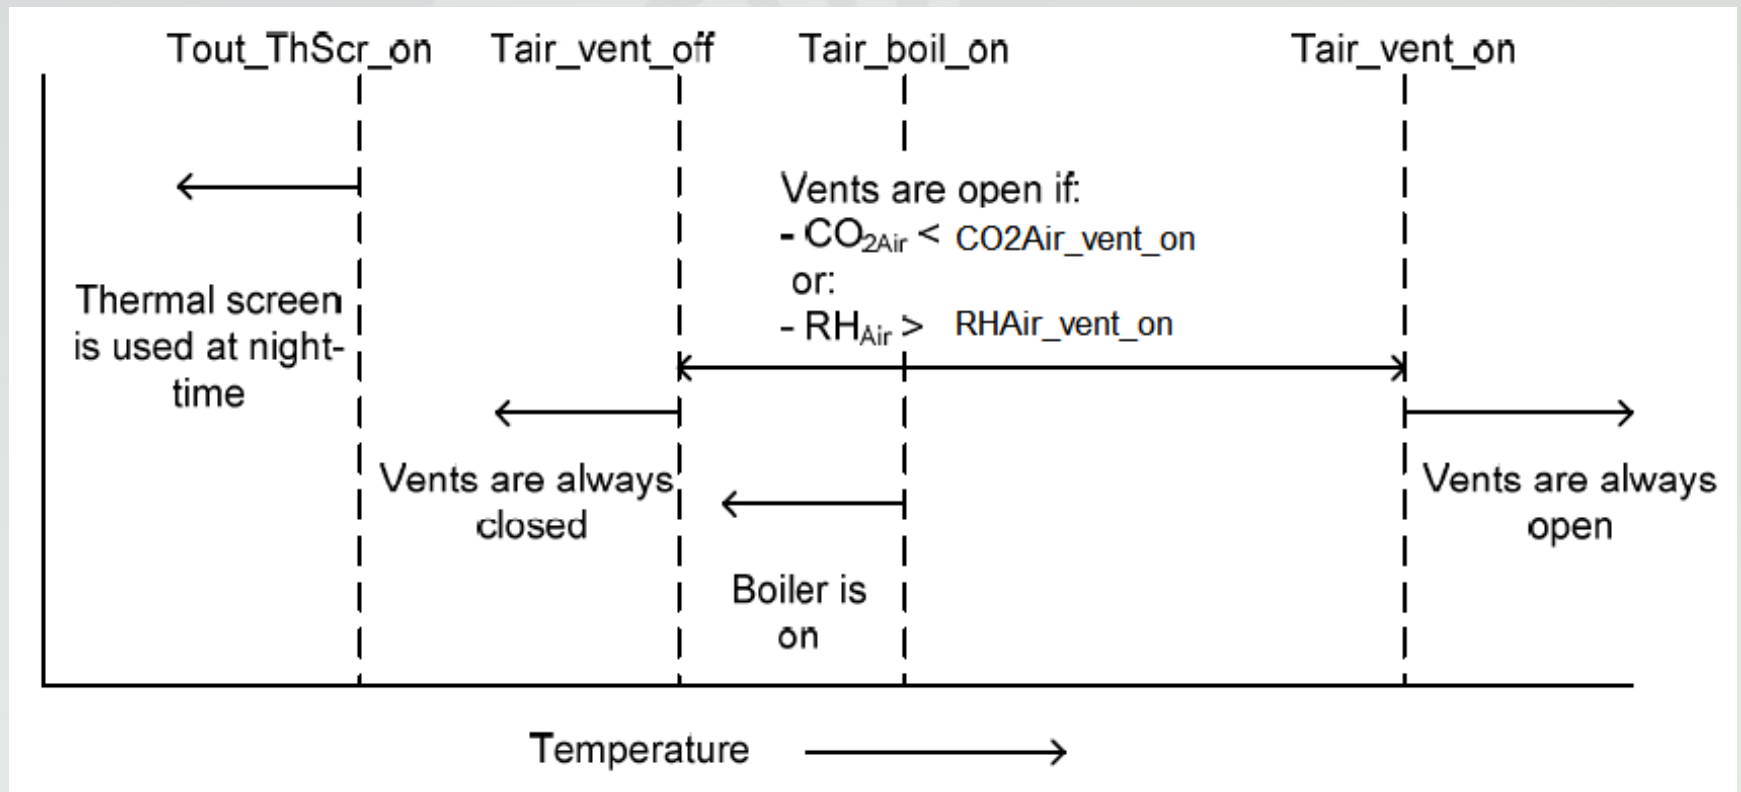 Tout_ThScr_on
Tair_vent_off
Tair_boil_on
Tair_vent_on
Vents are open if:
- CO₂Air < CO2Air_vent_on
or:
- RHAir > RHAir_vent_on
Thermal screen
is used at night-
time
Vents are always
closed
Boiler is
on
Vents are always
open
Temperature